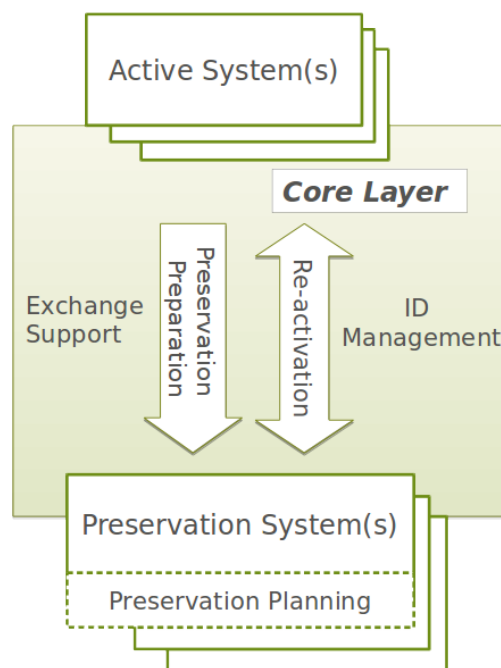 Active System(s)
Core Layer
Exchange
Support
Preservation
Preparation
Re-activation
ID
Management
Preservation System(s)
Preservation Planning